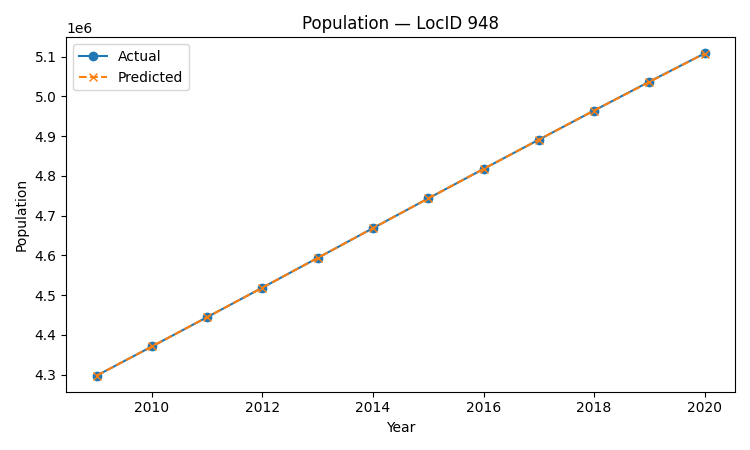 Population — LocID 948
1e6
Actual
Predicted
5.1
5.0
4.9
4.8
4.7
4.6
4.5
4.4
4.3
Population
2010 2012 2014 2016 2018 2020
Year